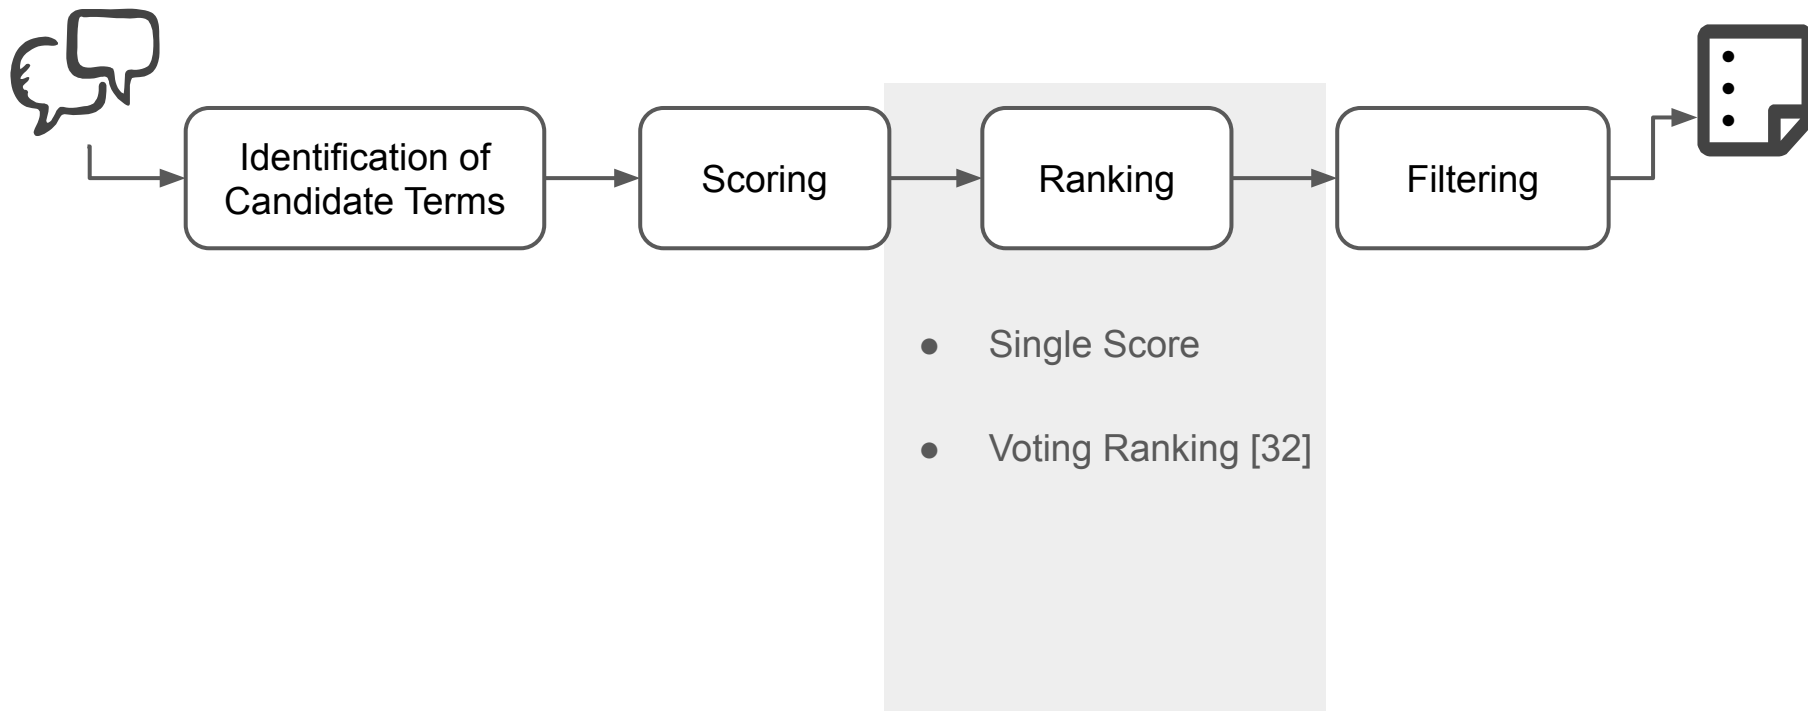 Identification of
Candidate Terms
Scoring
Ranking
Filtering
● Single Score
● Voting Ranking [32]